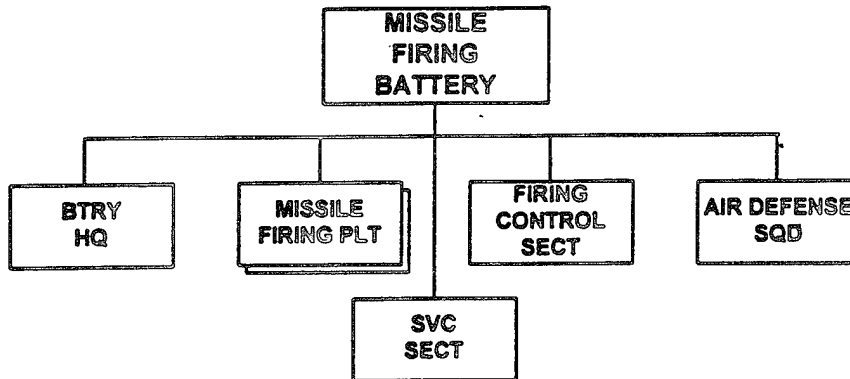 MISSILE
FIRING
BATTERY
BTRY
HQ
MISSILE
FIRING PLT
FIRING
CONTROL
SECT
AIR DEFENSE
SQD
SVC
SECT